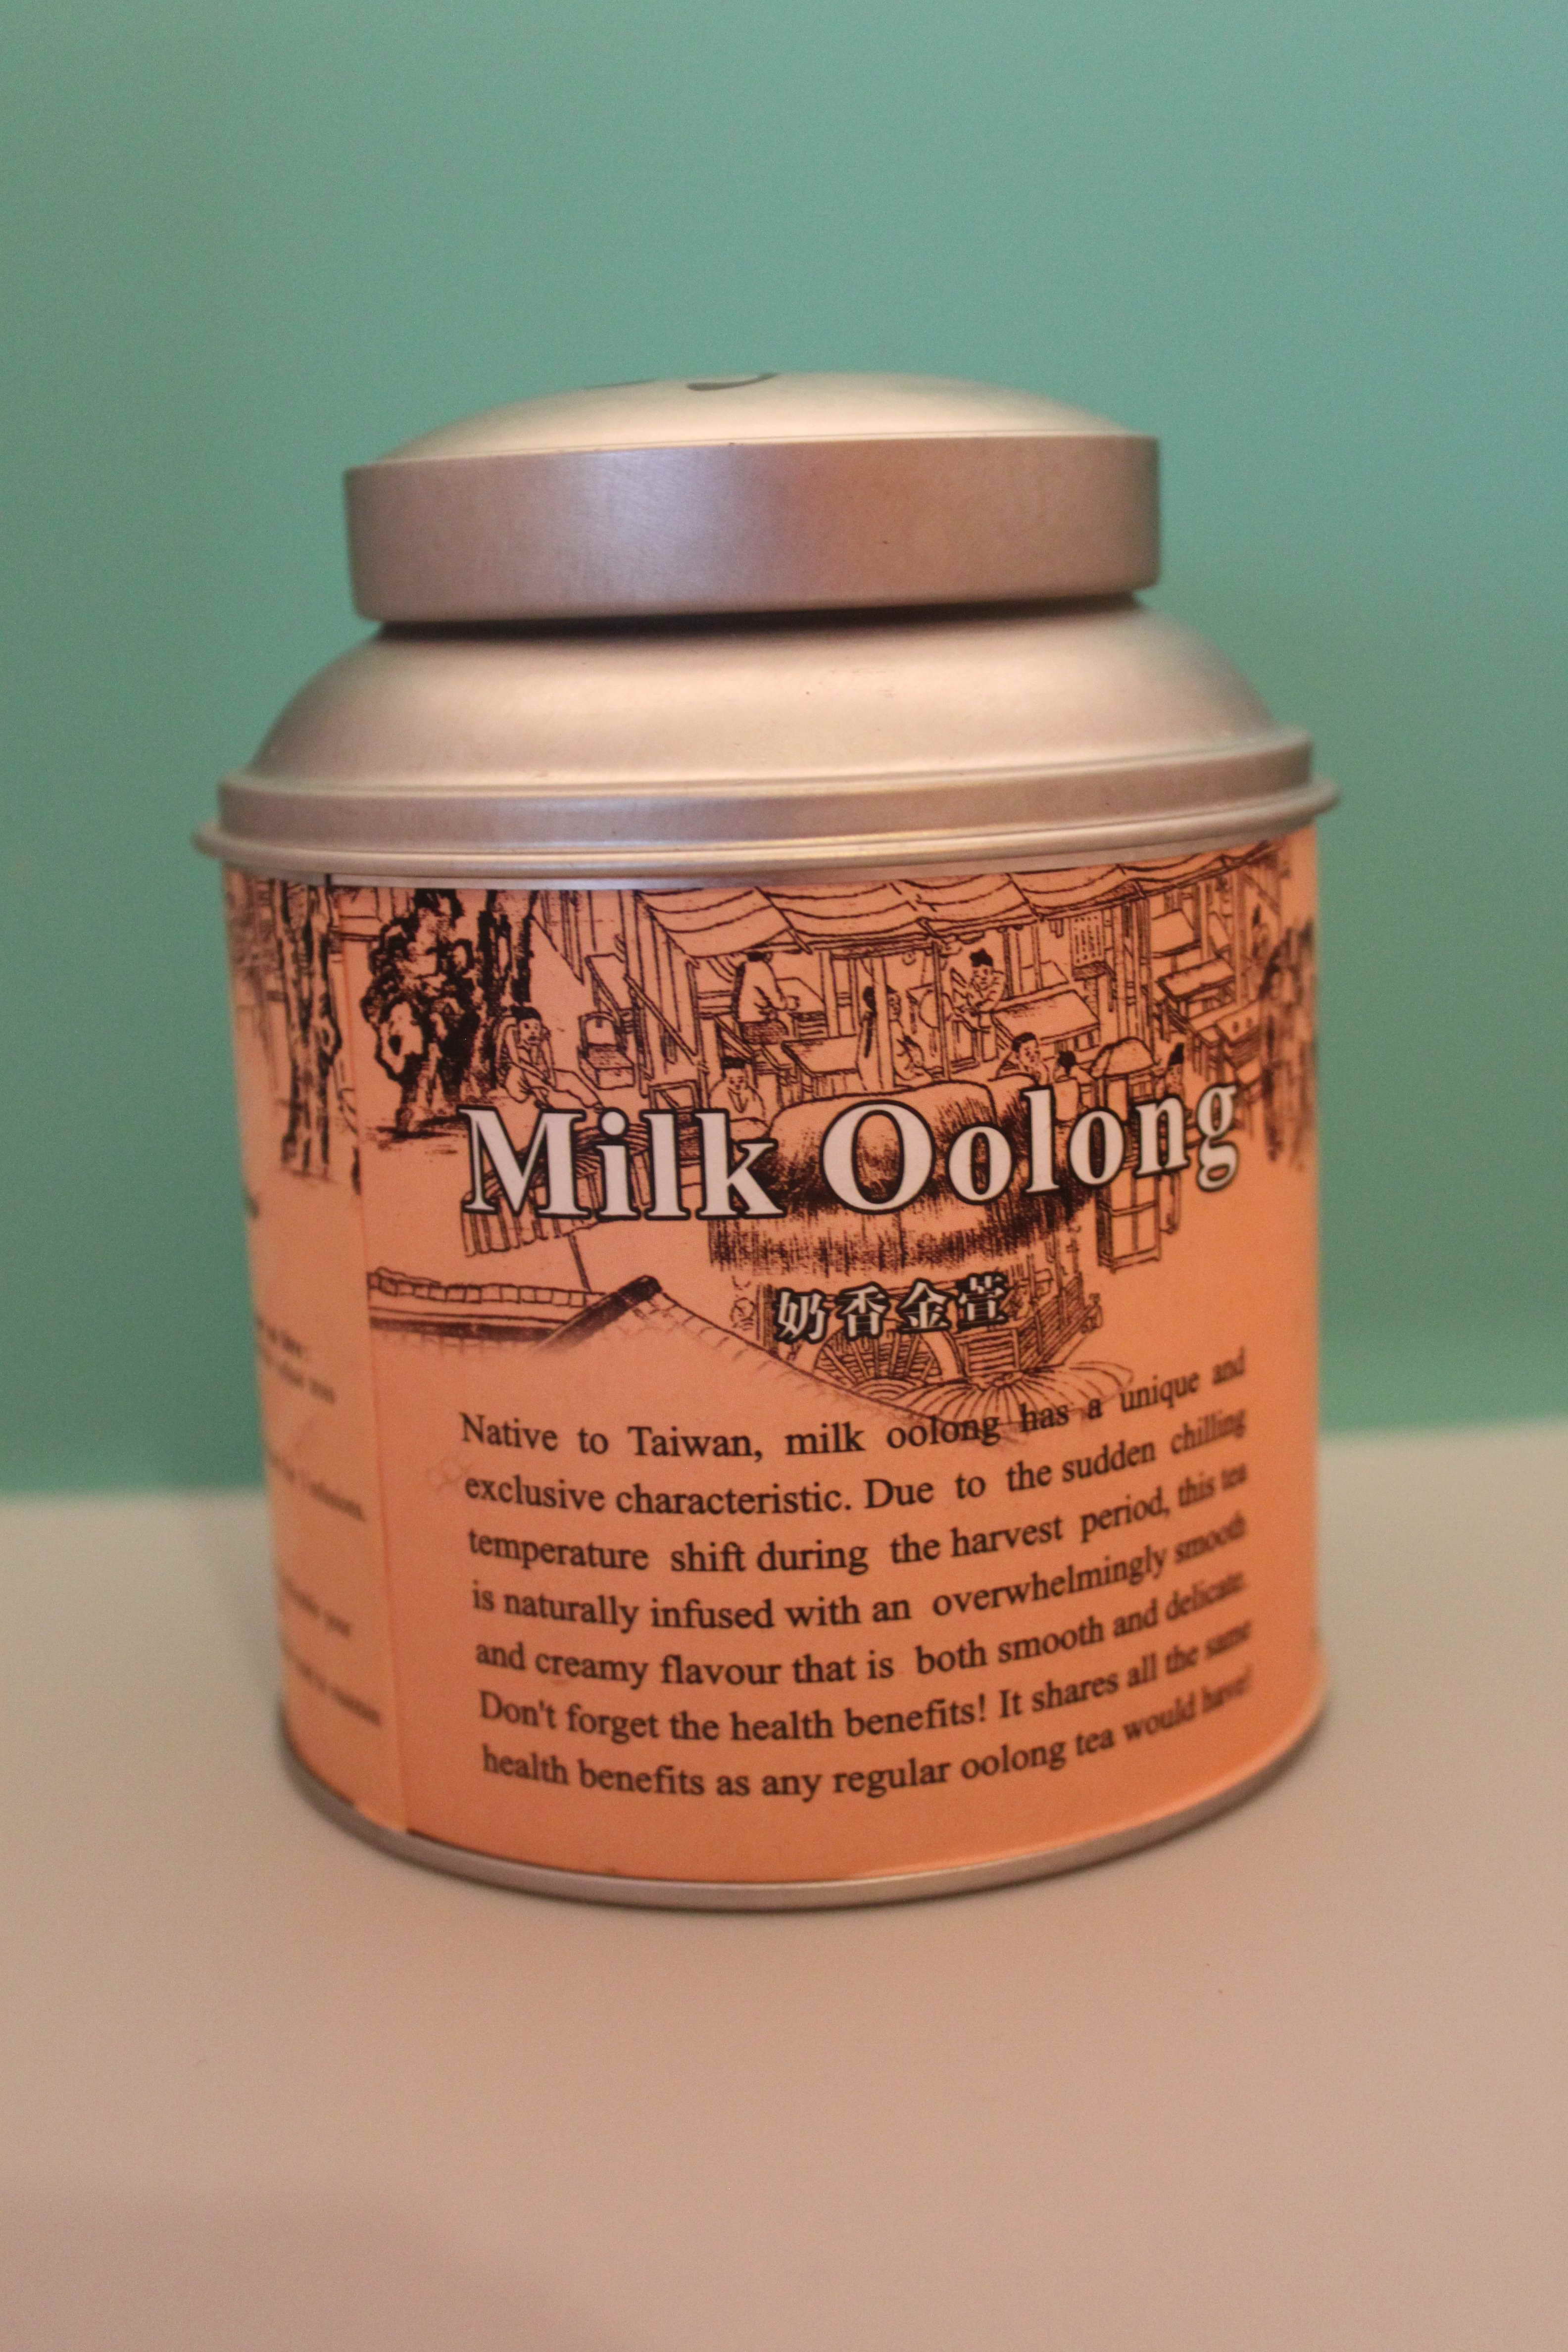 Milk Oolong
奶香金萱
Native to Taiwan, milk oolong has a unique and
exclusive characteristic. Due to the sudden chilling
temperature shift during the harvest period, this tea
is naturally infused with an overwhelmingly smooth
and creamy flavour that is both smooth and delicate.
Don't forget the health benefits! It shares all the same
health benefits as any regular oolong tea would have!